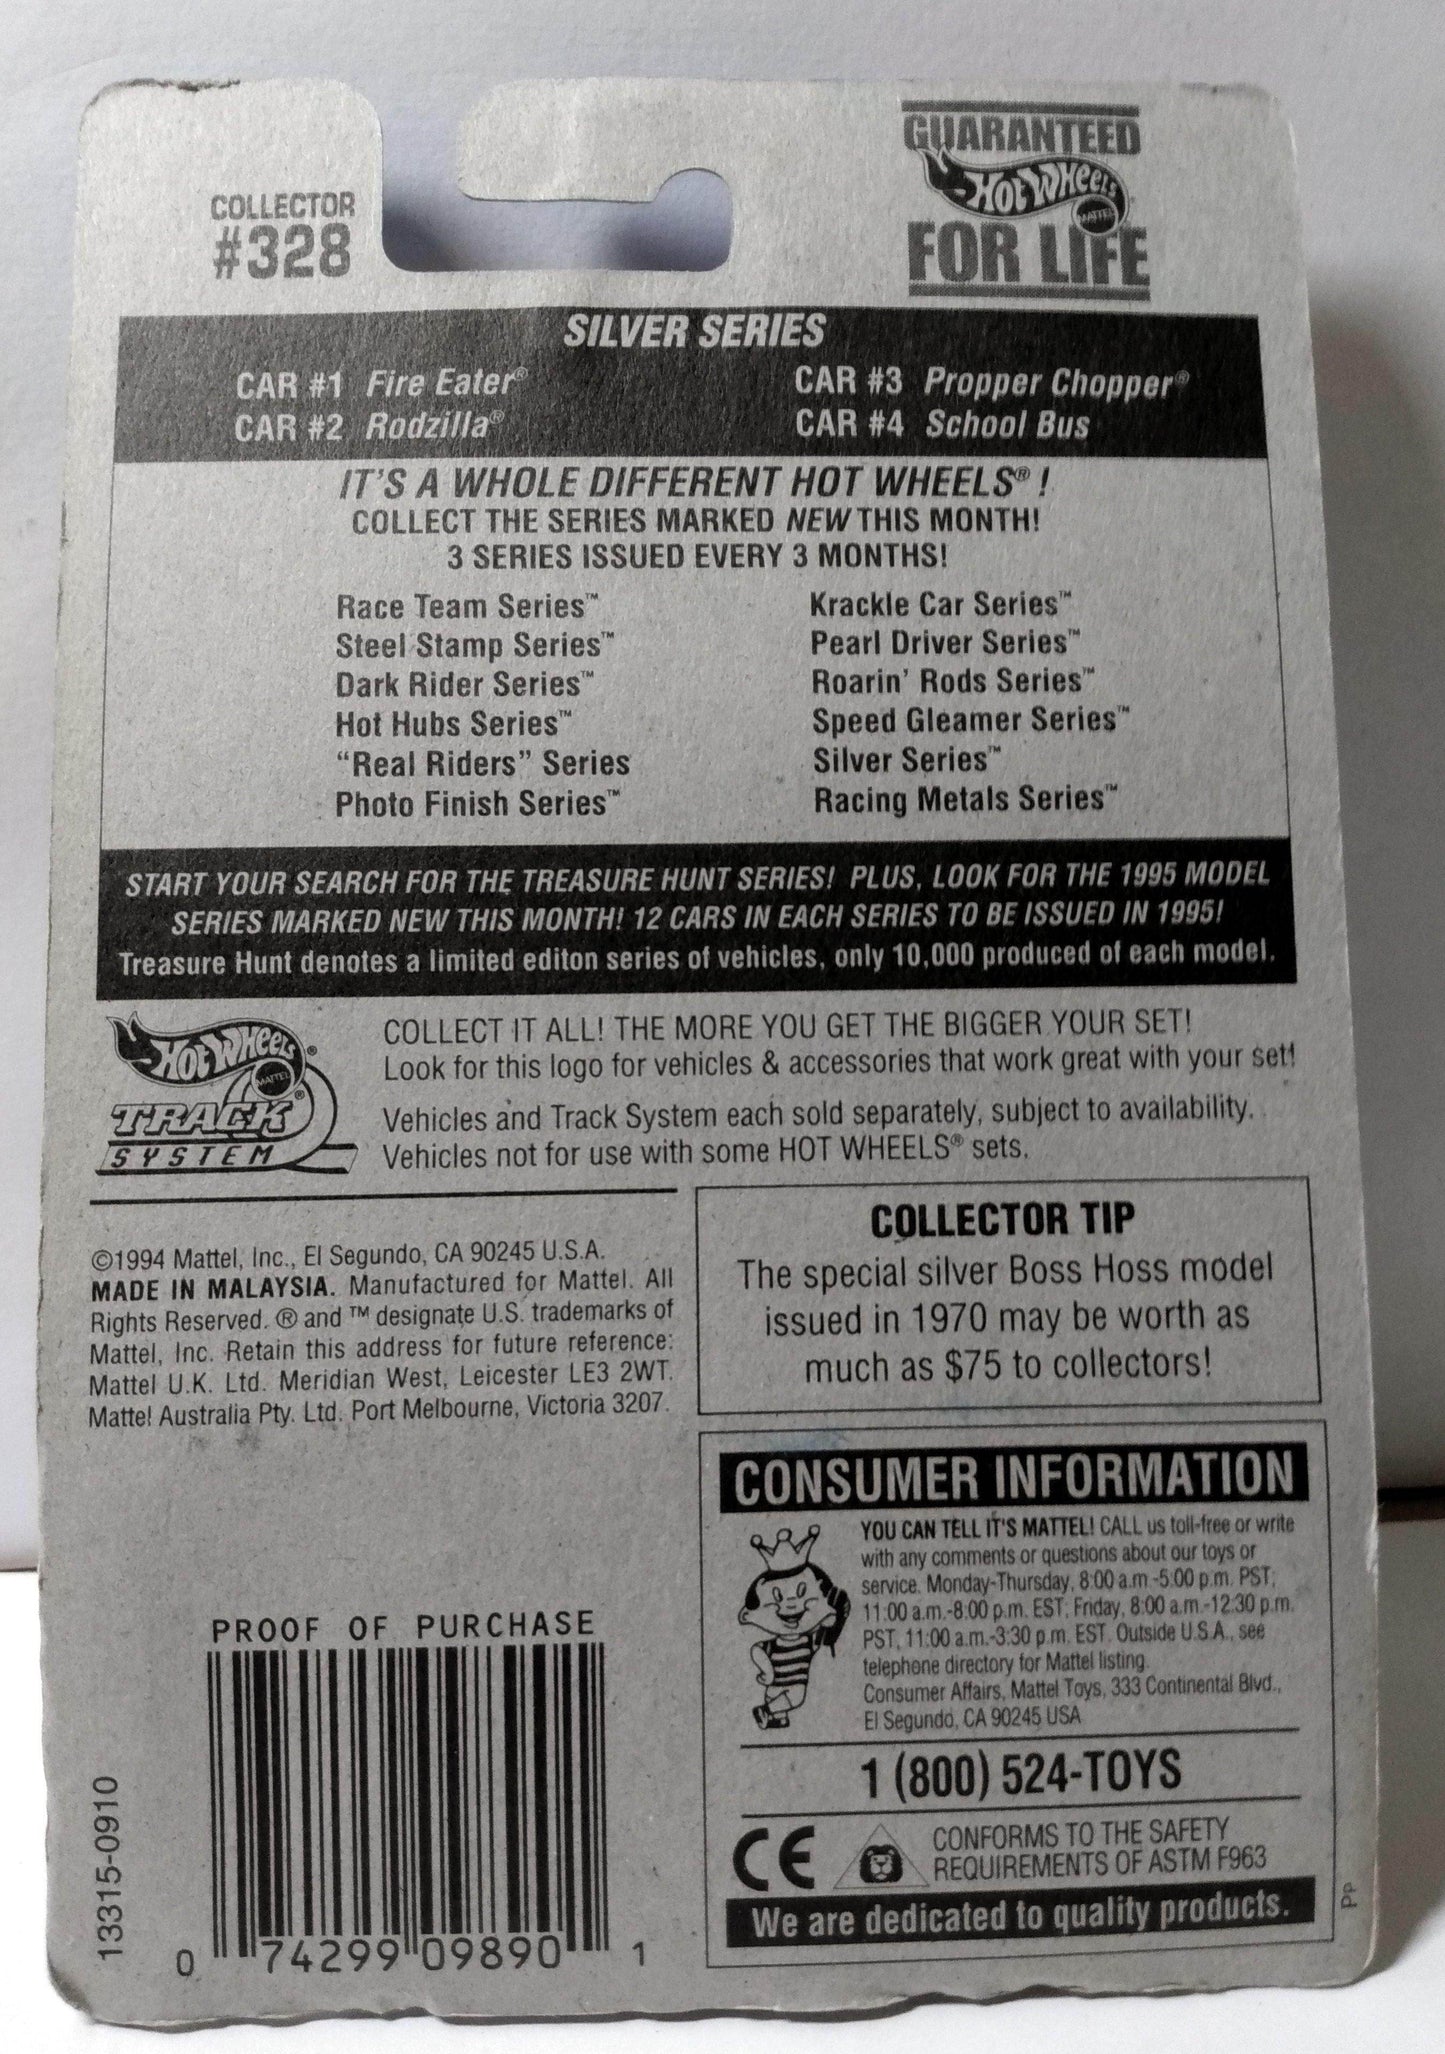 COLLECTOR
#328
GUARANTEED
HOT WHEELS
MATTEL
FOR LIFE
SILVER SERIES
CAR #1 Fire Eater®
CAR #2 Rodzilla®
CAR #3 Propper Chopper®
CAR #4 School Bus
IT'S A WHOLE DIFFERENT HOT WHEELS® !
COLLECT THE SERIES MARKED NEW THIS MONTH!
3 SERIES ISSUED EVERY 3 MONTHS!
Race Team Series™
Steel Stamp Series™
Dark Rider Series™
Hot Hubs Series™
“Real Riders” Series
Photo Finish Series™
Krackle Car Series™
Pearl Driver Series™
Roarin' Rods Series™
Speed Gleamer Series™
Silver Series™
Racing Metals Series™
START YOUR SEARCH FOR THE TREASURE HUNT SERIES! PLUS, LOOK FOR THE 1995 MODEL
SERIES MARKED NEW THIS MONTH! 12 CARS IN EACH SERIES TO BE ISSUED IN 1995!
Treasure Hunt denotes a limited editon series of vehicles, only 10,000 produced of each model.
HOT WHEELS®
MATTEL
TRACK®
SYSTEM
COLLECT IT ALL! THE MORE YOU GET THE BIGGER YOUR SET!
Look for this logo for vehicles & accessories that work great with your set!
Vehicles and Track System each sold separately, subject to availability.
Vehicles not for use with some HOT WHEELS® sets.
©1994 Mattel, Inc., El Segundo, CA 90245 U.S.A.
MADE IN MALAYSIA. Manufactured for Mattel. All
Rights Reserved. ® and ™ designate U.S. trademarks of
Mattel, Inc. Retain this address for future reference:
Mattel U.K. Ltd. Meridian West, Leicester LE3 2WT.
Mattel Australia Pty. Ltd. Port Melbourne, Victoria 3207.
COLLECTOR TIP
The special silver Boss Hoss model
issued in 1970 may be worth as
much as $75 to collectors!
CONSUMER INFORMATION
YOU CAN TELL IT'S MATTEL! CALL us toll-free or write
with any comments or questions about our toys or
service. Monday-Thursday, 8:00 a.m.-5:00 p.m. PST;
11:00 a.m.-8:00 p.m. EST; Friday, 8:00 a.m.-12:30 p.m.
PST, 11:00 a.m.-3:30 p.m. EST. Outside U.S.A., see
telephone directory for Mattel listing.
Consumer Affairs, Mattel Toys, 333 Continental Blvd.,
El Segundo, CA 90245 USA
1 (800) 524-TOYS
CE
CONFORMS TO THE SAFETY
REQUIREMENTS OF ASTM F963
We are dedicated to quality products.
Pp
PROOF OF PURCHASE
0 74299 09890 1
13315-0910